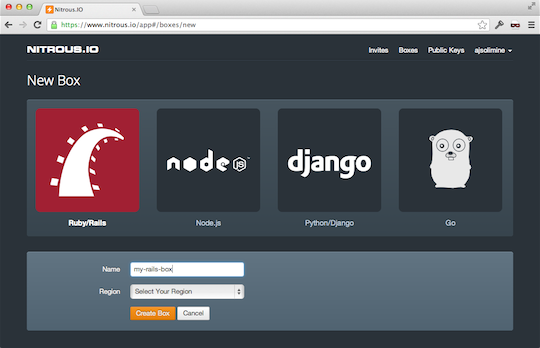 Nitrous.IO
https://www.nitrous.io/app#/boxes/new
NITROUS.IO
Invites Boxes Public Keys ajsolimine
New Box
node JS
django
Ruby/Rails Node.js Python/Django Go
Name my-rails-box
Region Select Your Region
Create Box Cancel